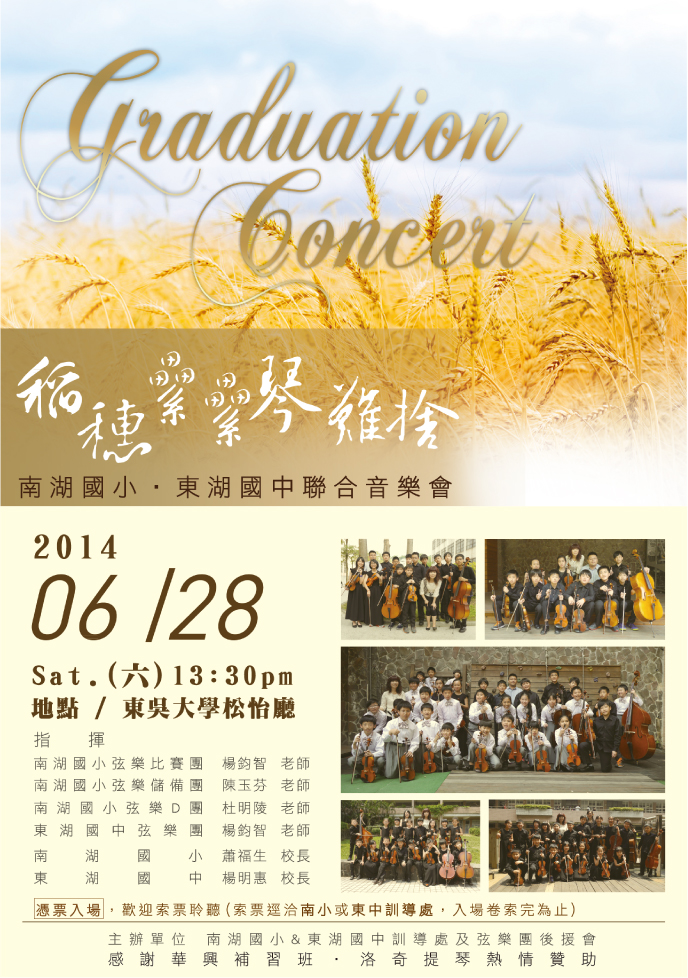 Graduation
Concert
稻穗纍纍琴難捨
南湖國小・東湖國中聯合音樂會
2014
06/28
Sat.(六)13:30pm
地點 / 東吳大學松怡廳
指揮
南湖國小弦樂比賽團 楊鈞智 老師
南湖國小弦樂儲備團 陳玉芬 老師
南湖國小弦樂D團 杜明陵 老師
東湖國中弦樂團 楊鈞智 老師
南湖國小 蕭福生 校長
東湖國中 楊明惠 校長
憑票入場，歡迎索票聆聽(索票逕洽南小或東中訓導處，入場卷索完為止)
主辦單位 南湖國小&東湖國中訓導處及弦樂團後援會
感謝華興補習班・洛奇提琴熱情贊助